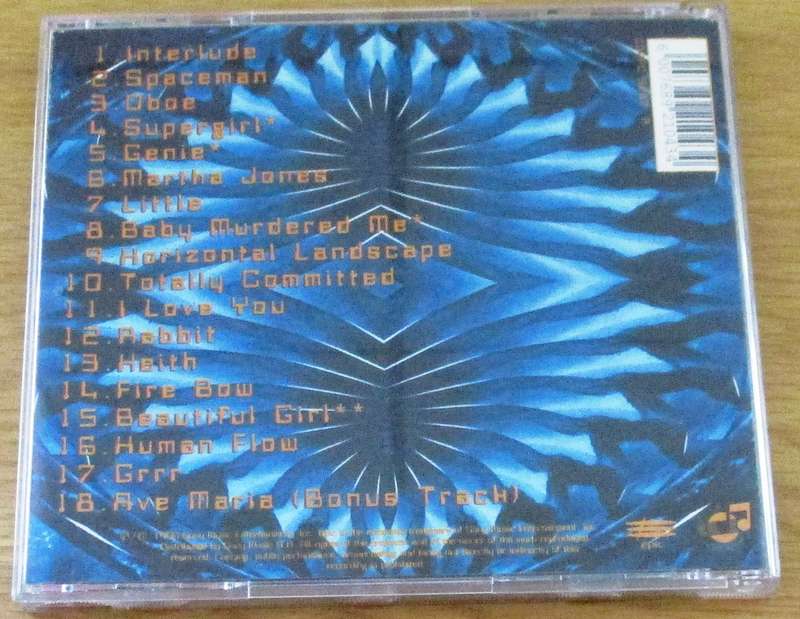 1 Interlude
2 Spaceman
3 Oboe
4. Supergirl*
5. Genie*
6 Martha Jones
7 Little
8 Baby Murdered Me*
9 Horizontal Landscape
10 Totally Committed
11. I Love You
12. Rabbit
13. Keith
14. Fire Bow
15. Beautiful Girl**
16 Human Flow
17 Grrr
18. Ave Maria (Bonus Track)